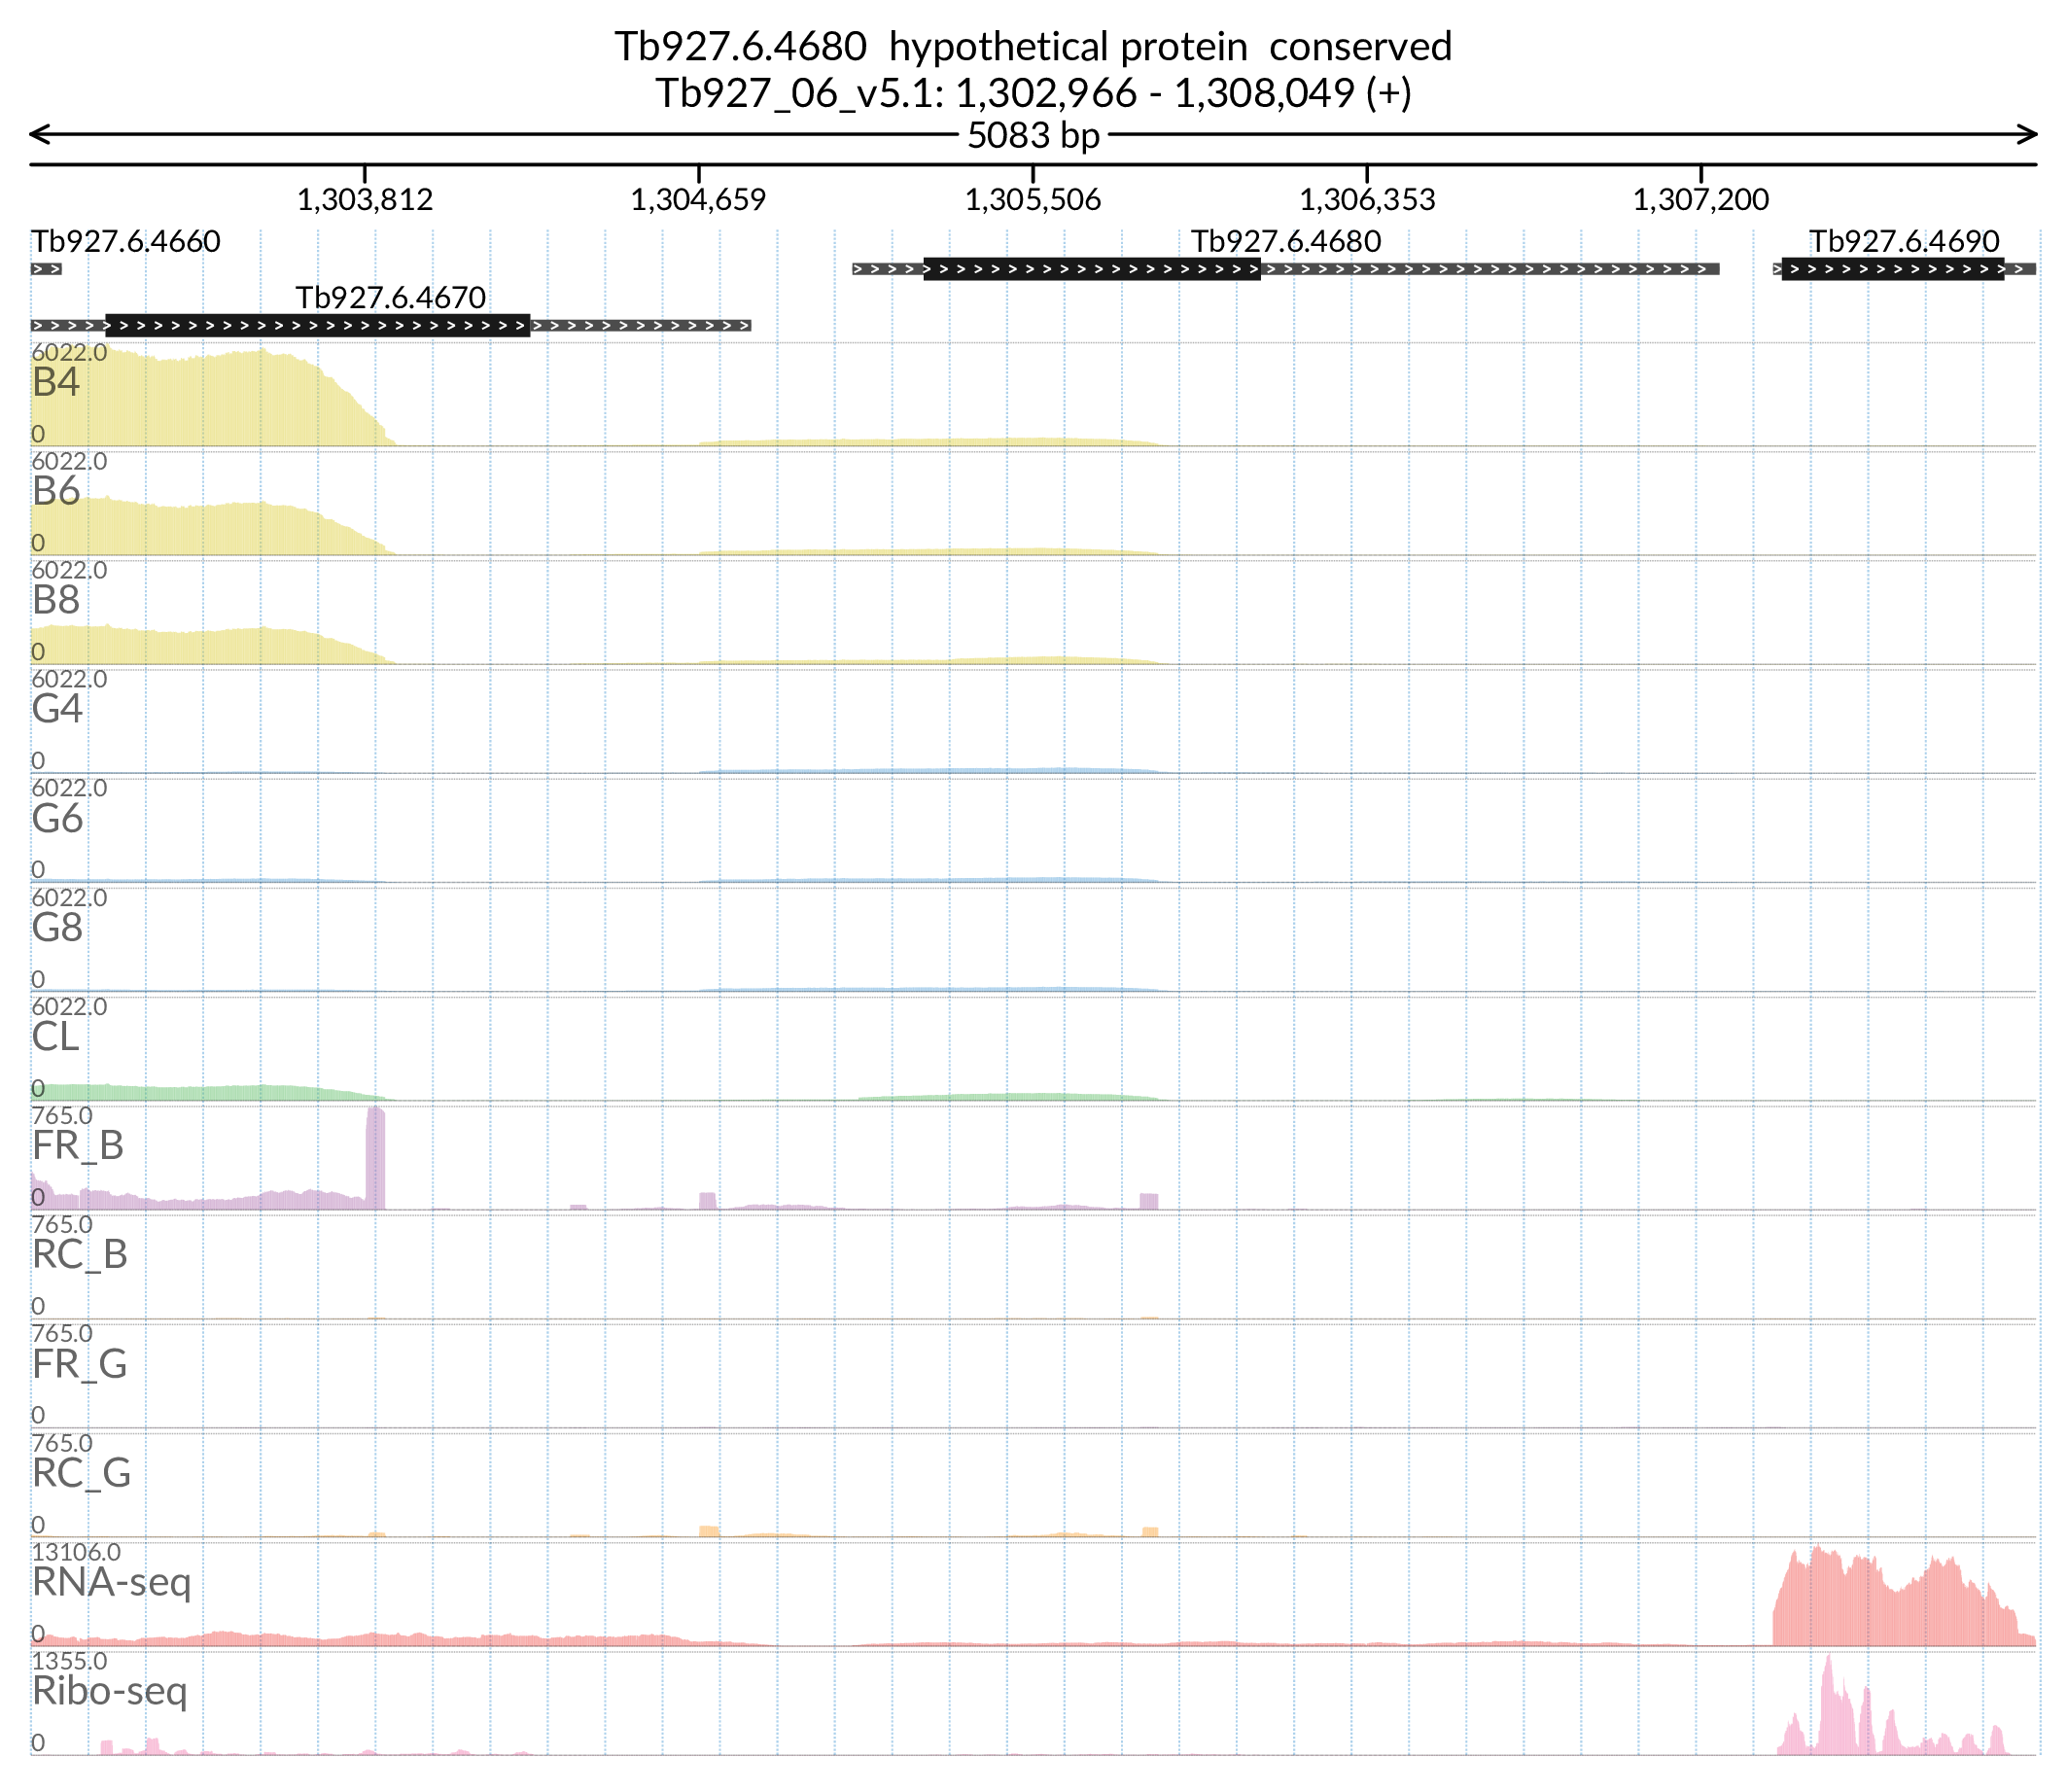 Tb927.6.4680  hypothetical protein  conserved
Tb927_06_v5.1: 1,302,966 - 1,308,049 (+)
5083 bp
1,303,812 1,304,659 1,305,506 1,306,353 1,307,200
Tb927.6.4660 Tb927.6.4680 Tb927.6.4690
Tb927.6.4670
6022.0
B4
0
6022.0
B6
0
6022.0
B8
0
6022.0
G4
0
6022.0
G6
0
6022.0
G8
0
6022.0
CL
0
765.0
FR_B
0
765.0
RC_B
0
765.0
FR_G
0
765.0
RC_G
0
13106.0
RNA-seq
0
1355.0
Ribo-seq
0